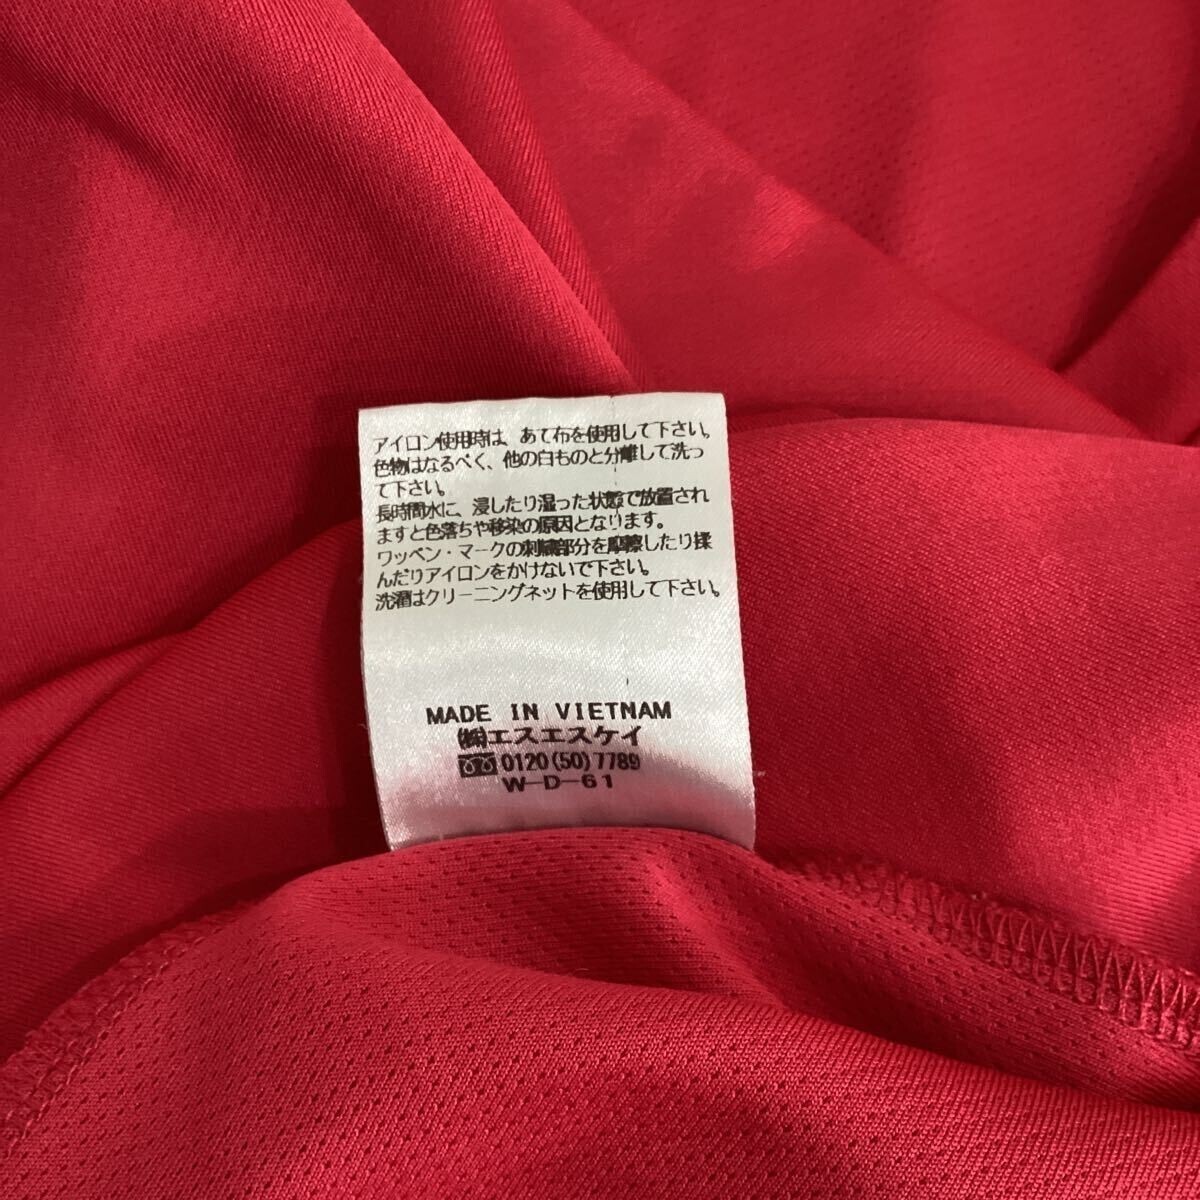 アイロン使用時は、あて布を使用して下さい。
色物はなるべく、他の白ものと分離して洗っ
て下さい。
長時間水に、浸したり湿った状態で放置され
ますと色落ちや移染の原因となります。
ワッペン・マークの刺繍部分を摩擦したり揉
んだりアイロンをかけないで下さい。
洗濯はクリーニングネットを使用して下さい。
MADE IN VIETNAM
㈱エスエスケイ
0120(50)7789
W-D-61